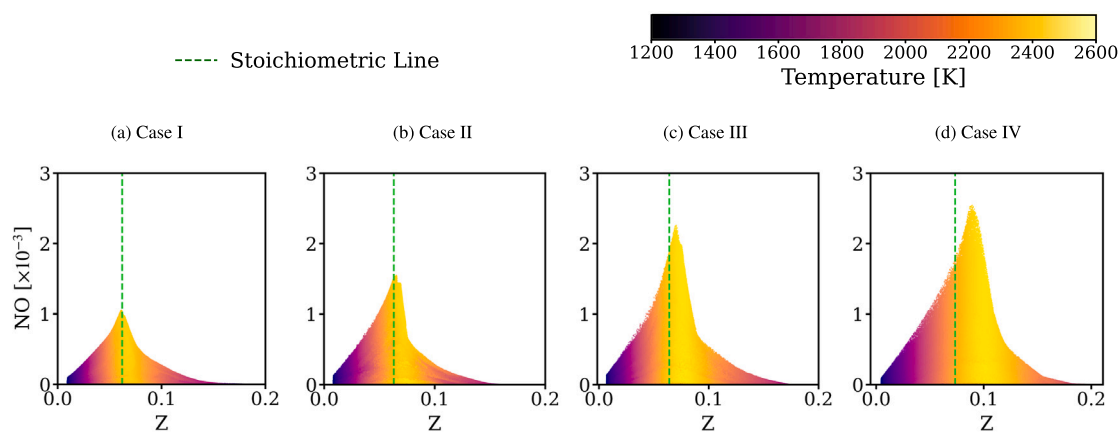 1200 1400 1600 1800 2000 2200 2400 2600
Stoichiometric Line
Temperature [K]
(a) Case I
(b) Case II
(c) Case III
(d) Case IV
NO [×10⁻³]
3
2
1
0
0.0 0.1 0.2
Z
3
2
1
0
0.0 0.1 0.2
Z
3
2
1
0
0.0 0.1 0.2
Z
3
2
1
0
0.0 0.1 0.2
Z